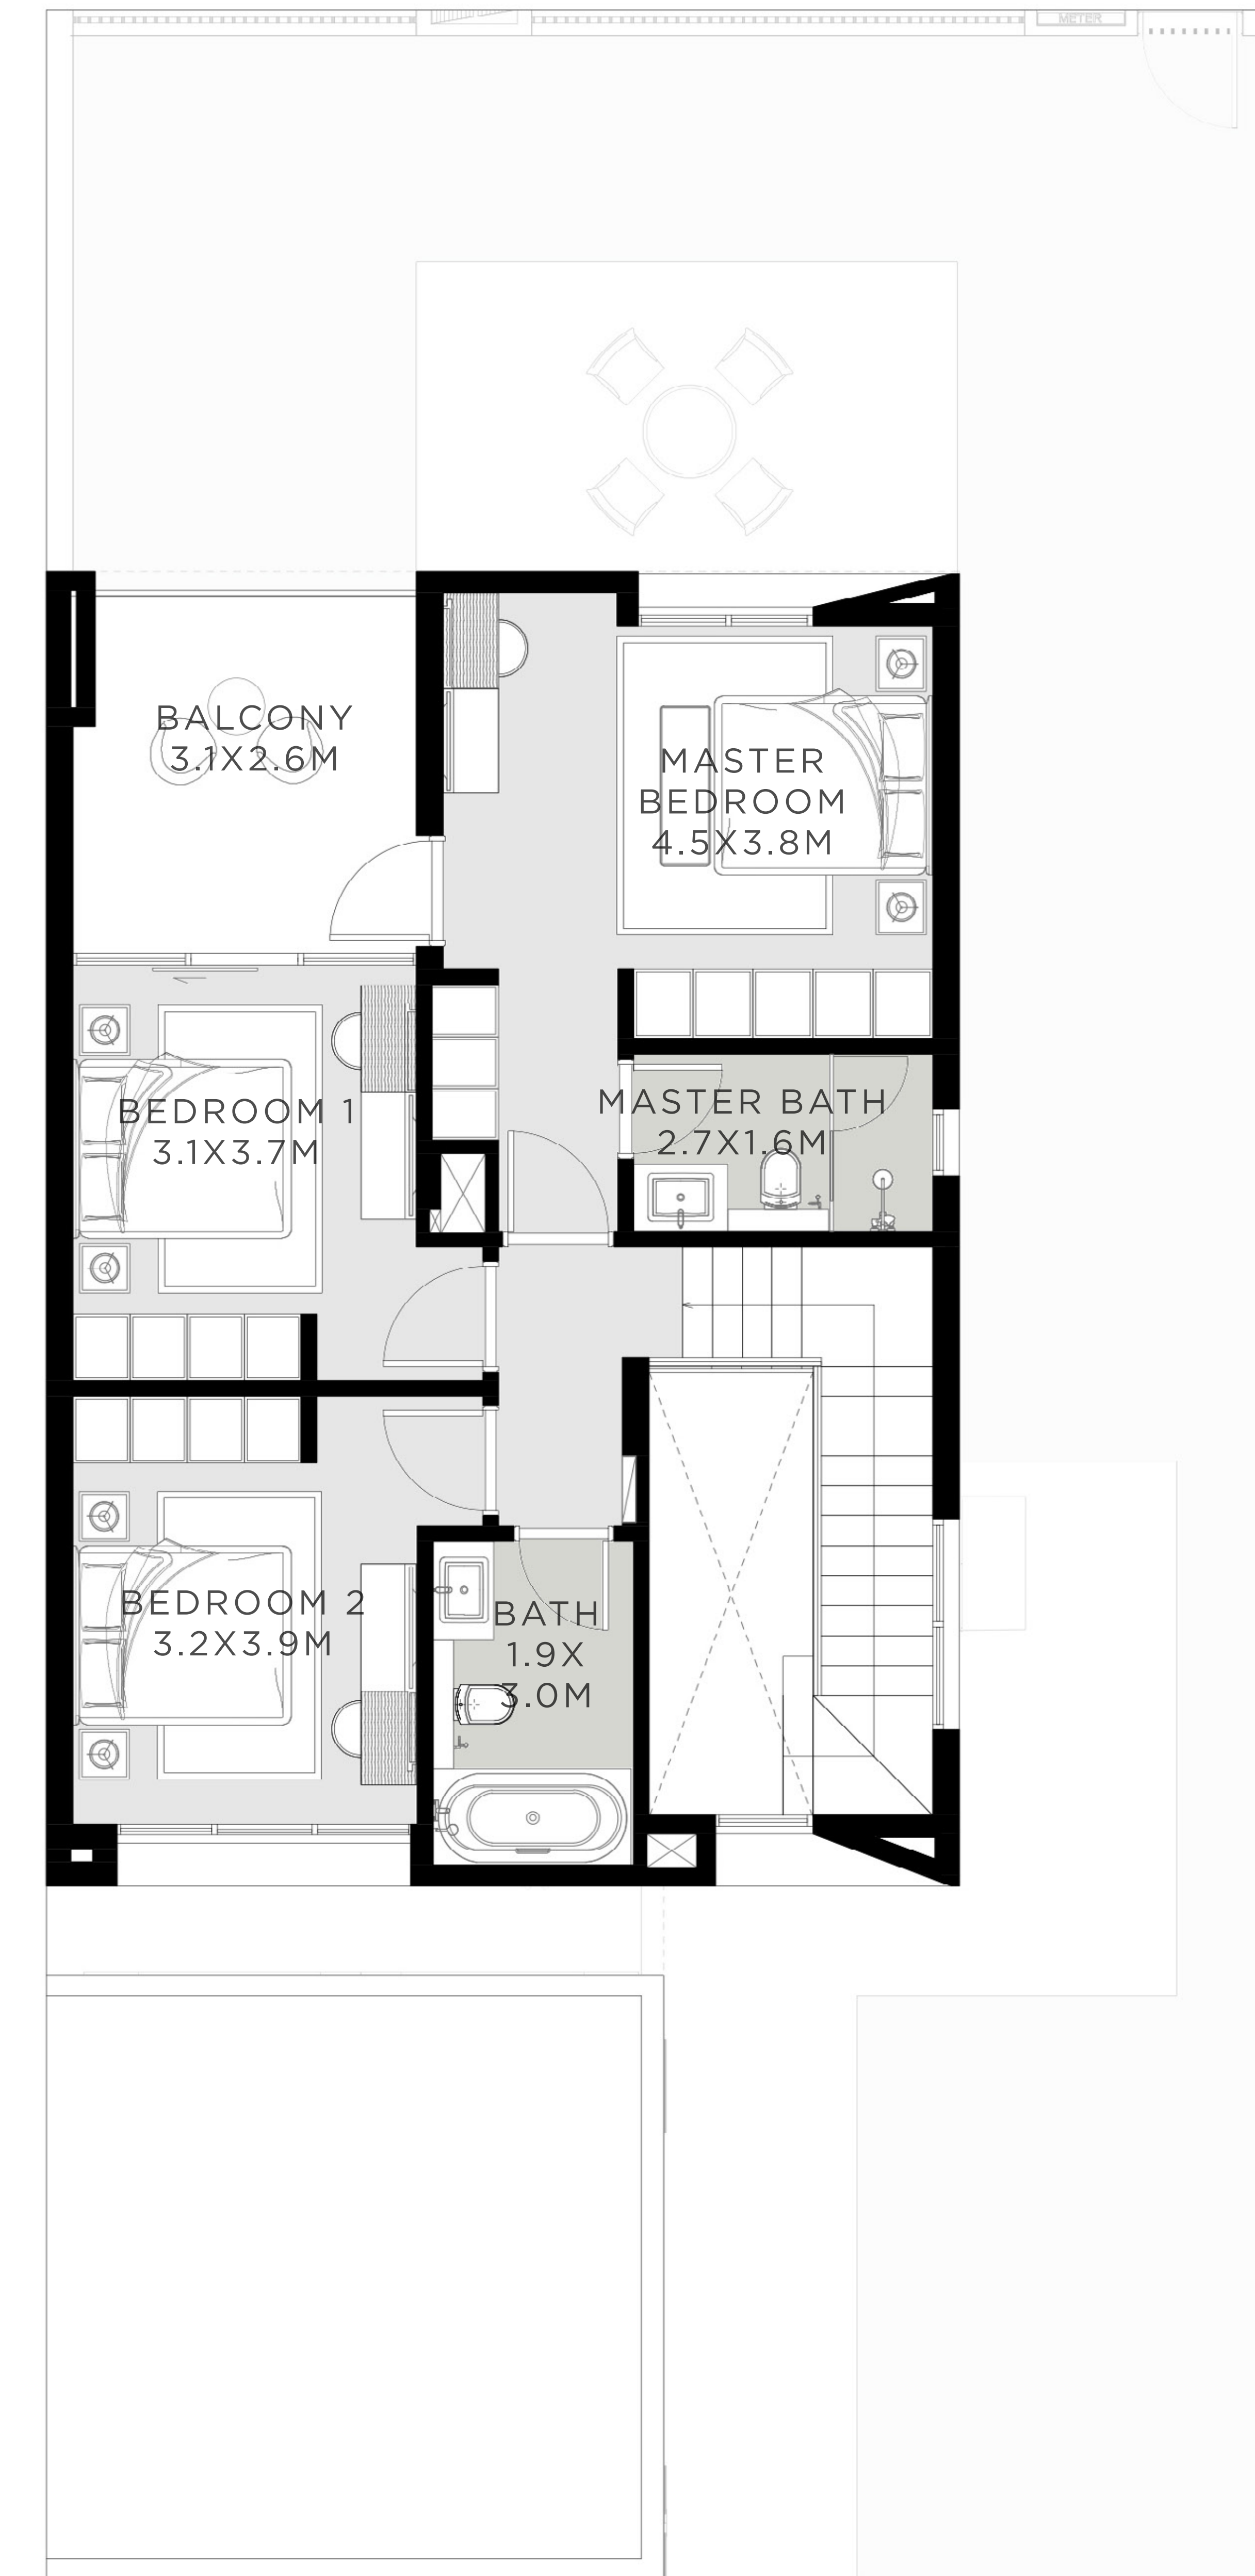 METER
BALCONY
3.1X2.6M
MASTER
BEDROOM
4.5X3.8M
BEDROOM 1
3.1X3.7M
MASTER BATH
2.7X1.6M
BEDROOM 2
3.2X3.9M
BATH
1.9X
3.0M